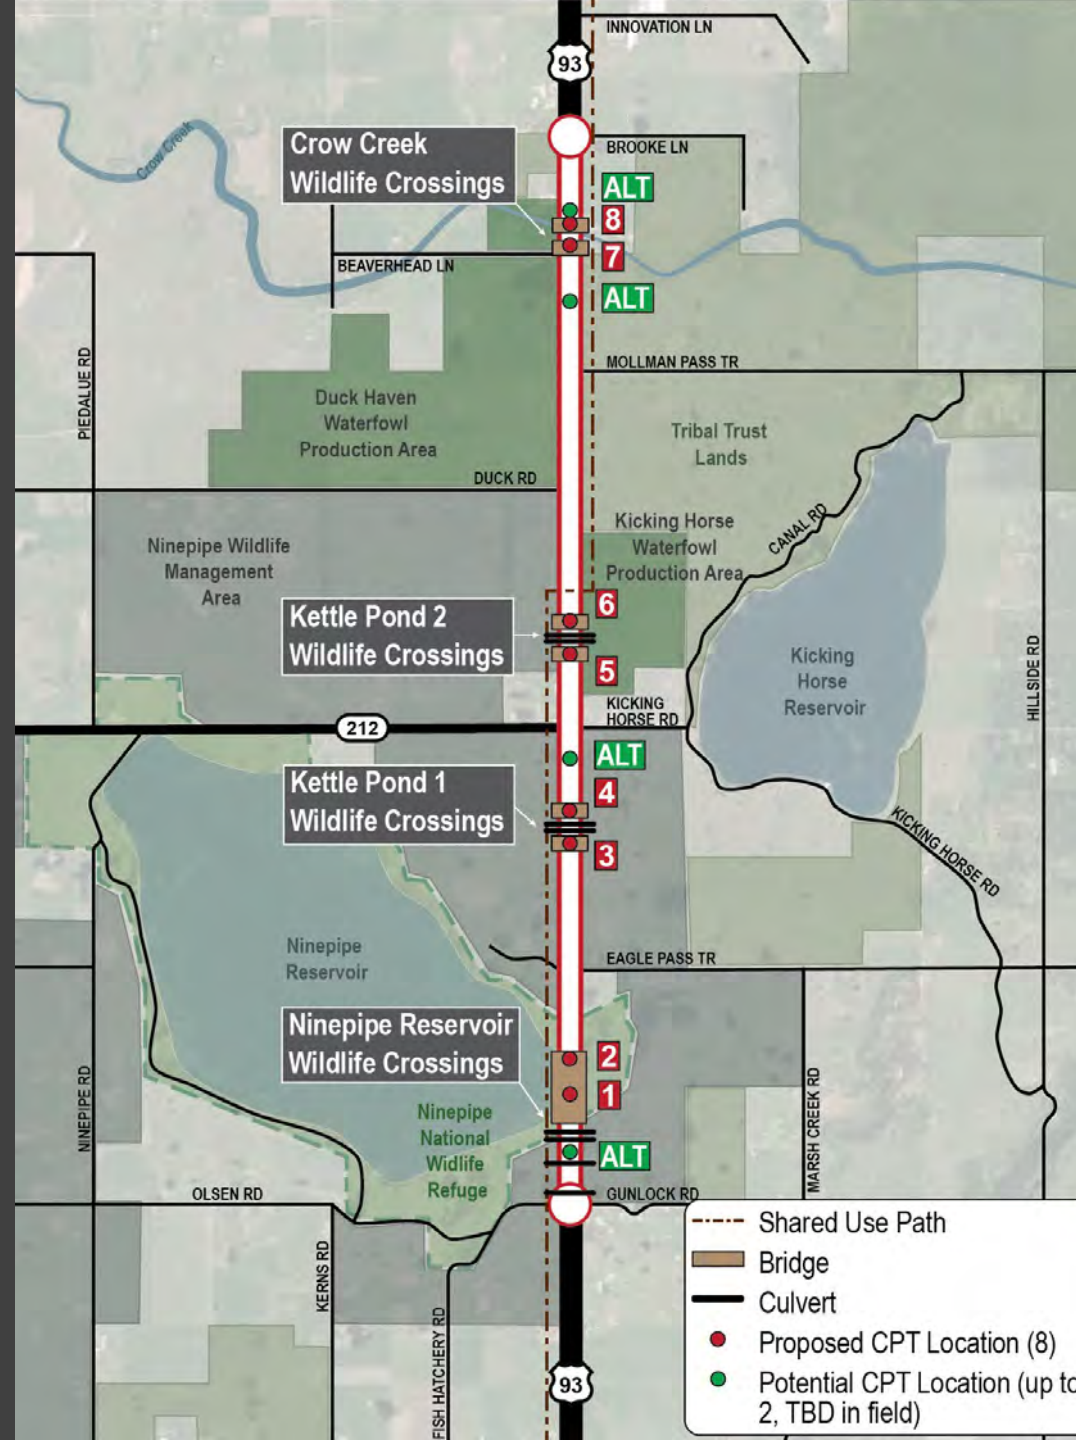 INNOVATION LN
93
Crow Creek
Wildlife Crossings
BROOKE LN
Crow Creek
ALT
8
7
BEAVERHEAD LN
ALT
PIEDALUE RD
MOLLMAN PASS TR
Duck Haven
Waterfowl
Production Area
Tribal Trust
Lands
DUCK RD
CANAL RD
Kicking Horse
Waterfowl
Production Area
Ninepipe Wildlife
Management
Area
6
Kettle Pond 2
Wildlife Crossings
5
Kicking
Horse
Reservoir
HILLSIDE RD
KICKING
HORSE RD
212
ALT
Kettle Pond 1
Wildlife Crossings
4
3
KICKING HORSE RD
Ninepipe
Reservoir
EAGLE PASS TR
Ninepipe Reservoir
Wildlife Crossings
2
1
NINEPIPE RD
MARSH CREEK RD
Ninepipe
National
Widlife
Refuge
ALT
OLSEN RD
GUNLOCK RD
KERNS RD
FISH HATCHERY RD
93
Shared Use Path
Bridge
Culvert
Proposed CPT Location (8)
Potential CPT Location (up to
2, TBD in field)